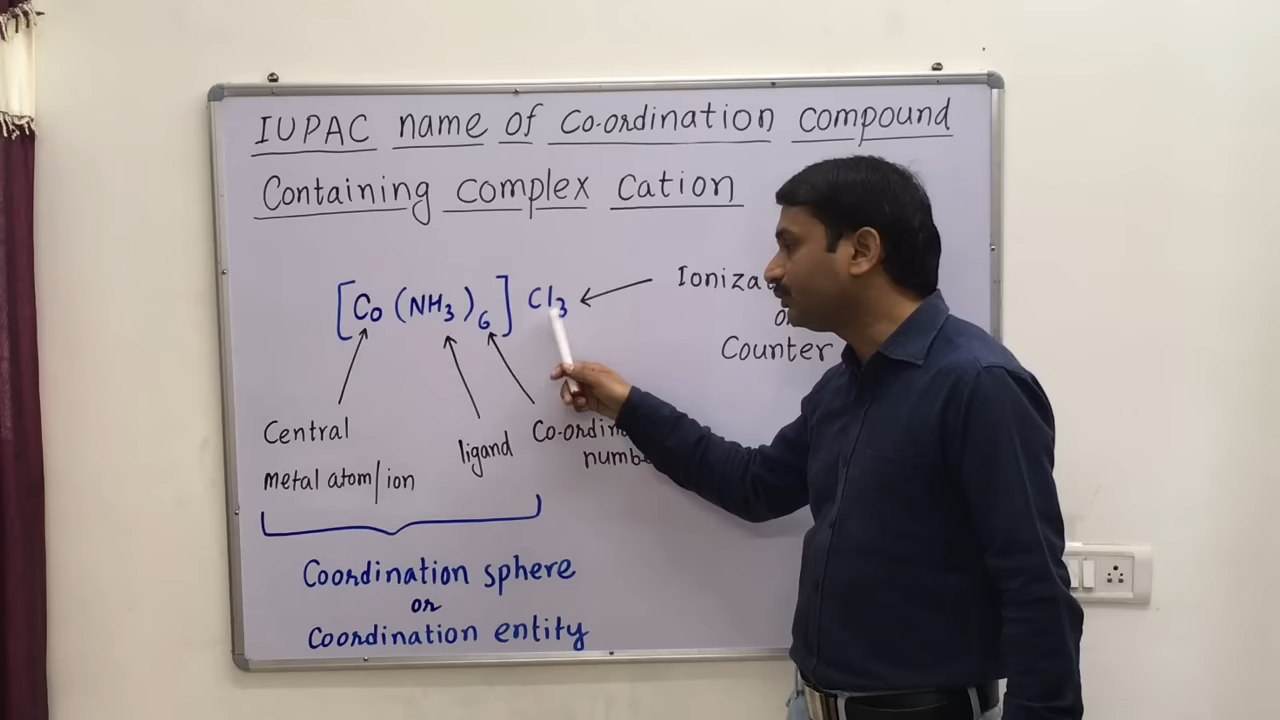 IUPAC name of Co-ordination compound
Containing complex cation
[Co(NH3)6]Cl3
or
Counter
Central
metal atom/ion
ligand
Coordination sphere
or
Coordination entity